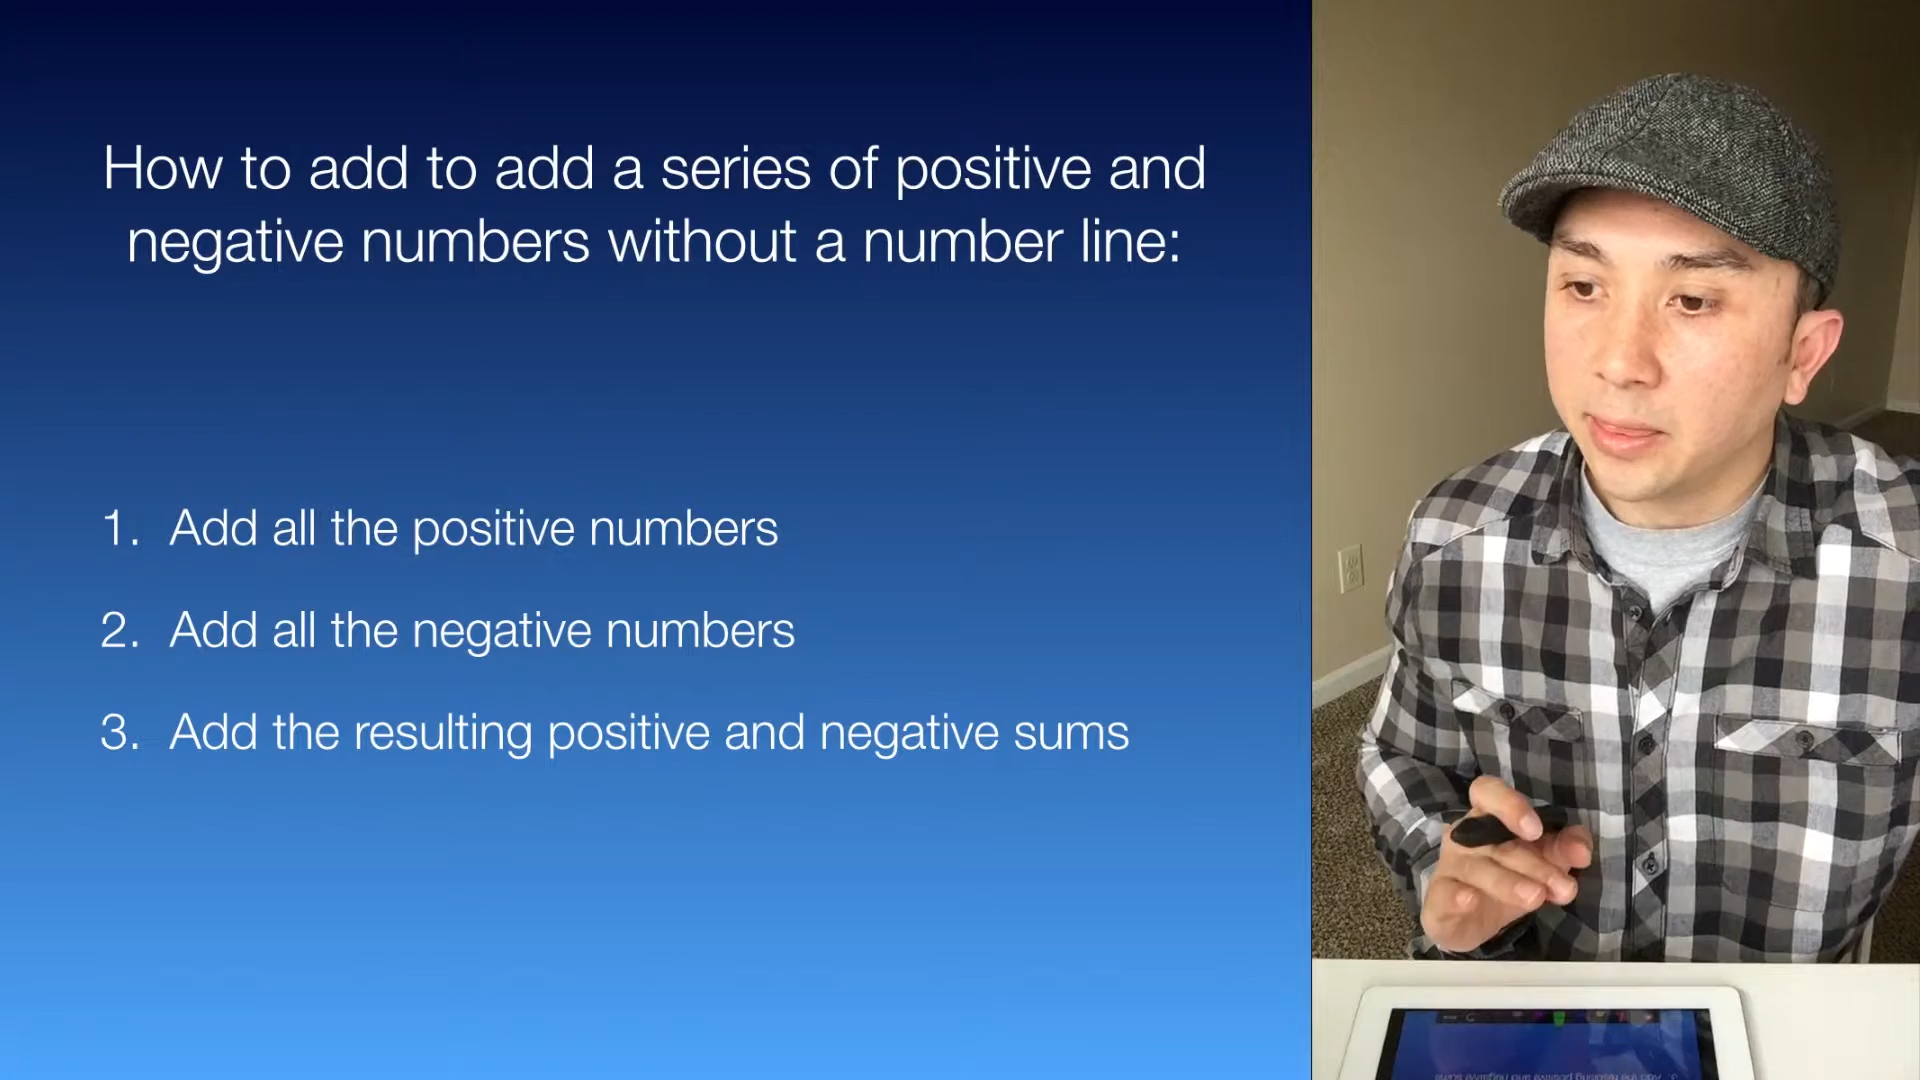 How to add to add a series of positive and
negative numbers without a number line:
1. Add all the positive numbers
2. Add all the negative numbers
3. Add the resulting positive and negative sums